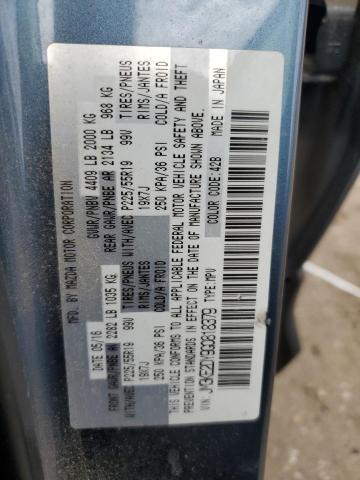 MFD. BY MAZDA MOTOR CORPORATION
DATE: 05/16 GVWR/PNBV 4409 LB 2000 KG
FRONT GAWR/PNBE AV 2282 LB 1035 KG REAR GAWR/PNBE AR 2134 LB 968 KG
WITH/AVEC P225/55R19 99V TIRES/PNEUS WITH/AVEC P225/55R19 99V TIRES/PNEUS
19X7J RIMS/JANTES 19X7J RIMS/JANTES
250 KPA/36 PSI COLD/A FROID 250 KPA/36 PSI COLD/A FROID
THIS VEHICLE CONFORMS TO ALL APPLICABLE FEDERAL MOTOR VEHICLE SAFETY AND THEFT
PREVENTION STANDARDS IN EFFECT ON THE DATE OF MANUFACTURE SHOWN ABOVE.
VIN: TYPE: MPV COLOR CODE: 42B MADE IN JAPAN